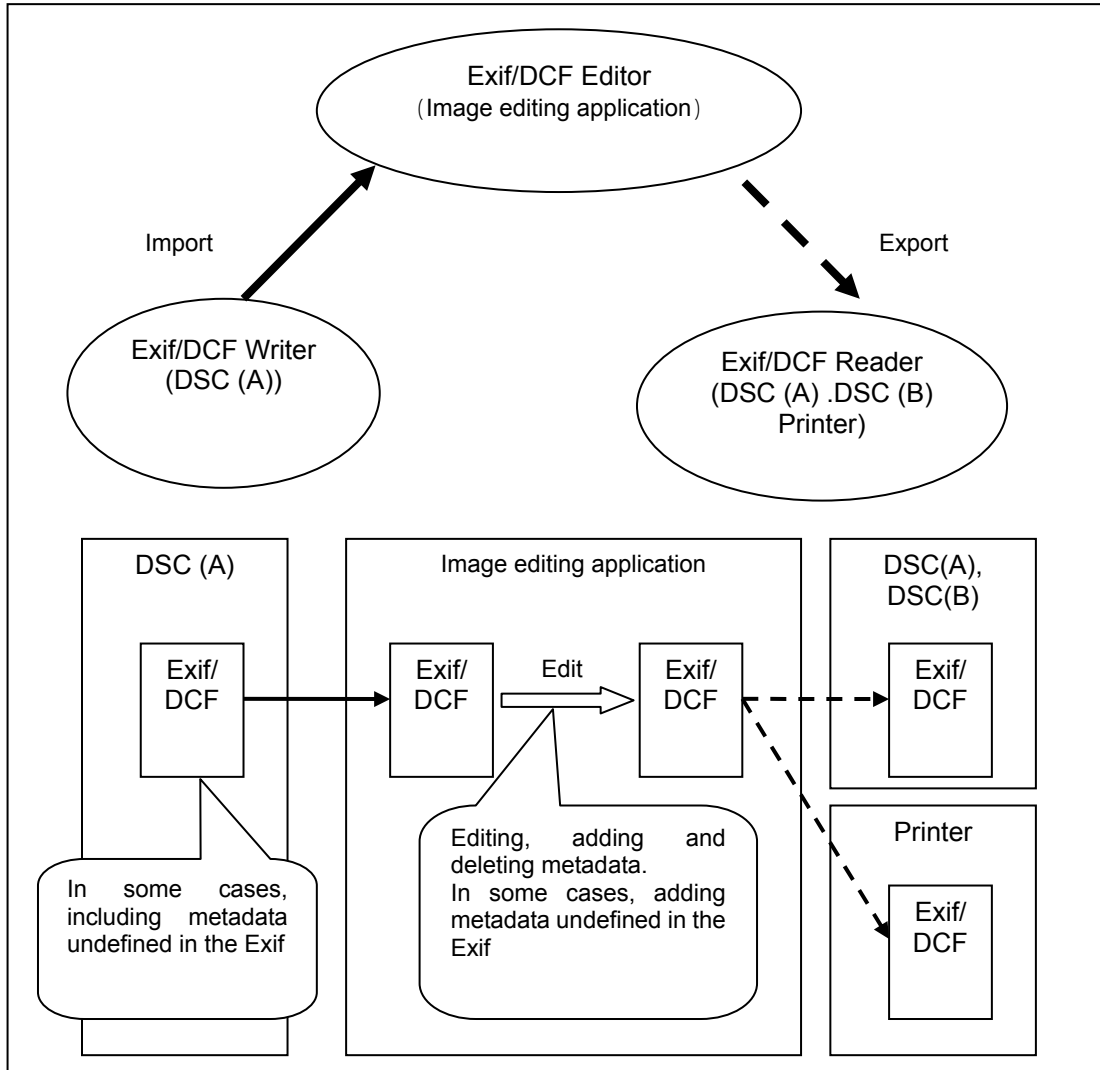 Exif/DCF Editor
(Image editing application)
Import
Export
Exif/DCF Writer
(DSC (A))
Exif/DCF Reader
(DSC (A) .DSC (B)
Printer)
DSC (A)
Image editing application
DSC(A),
DSC(B)
Exif/
DCF
Exif/
DCF
Edit
Exif/
DCF
Exif/
DCF
In some cases,
including metadata
undefined in the Exif
Editing, adding and
deleting metadata.
In some cases, adding
metadata undefined in the
Exif
Printer
Exif/
DCF